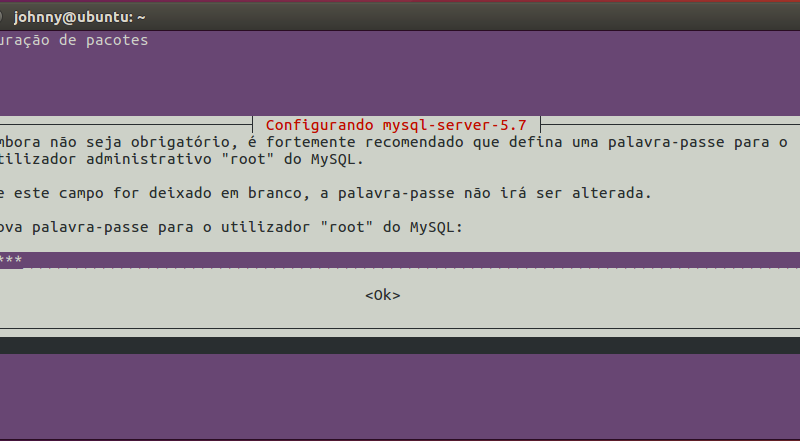 johnny@ubuntu: ~
uração de pacotes
Configurando mysql-server-5.7
mbora não seja obrigatório, é fortemente recomendado que defina uma palavra-passe para o
tilizador administrativo "root" do MySQL.
e este campo for deixado em branco, a palavra-passe não irá ser alterada.
ova palavra-passe para o utilizador "root" do MySQL:
***
<Ok>